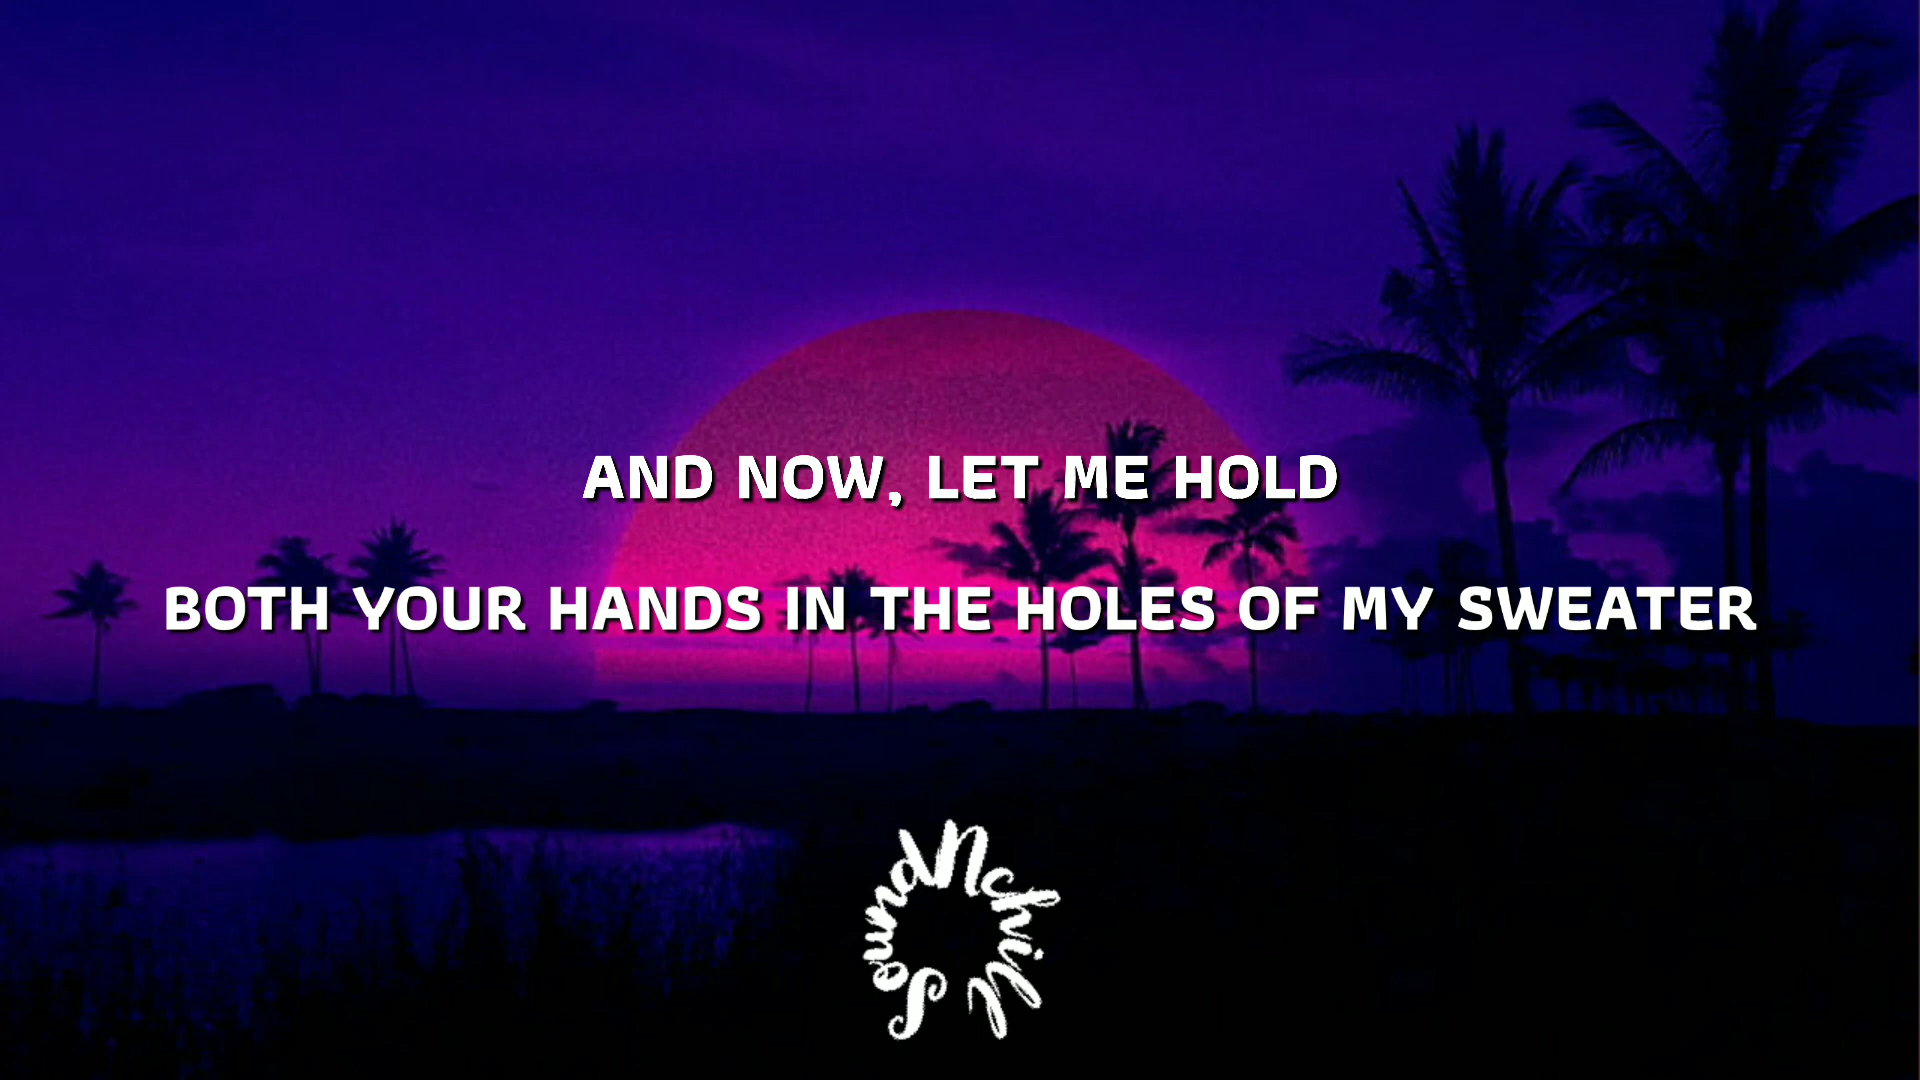 AND NOW, LET ME HOLD
BOTH YOUR HANDS IN THE HOLES OF MY SWEATER
SoundNchill